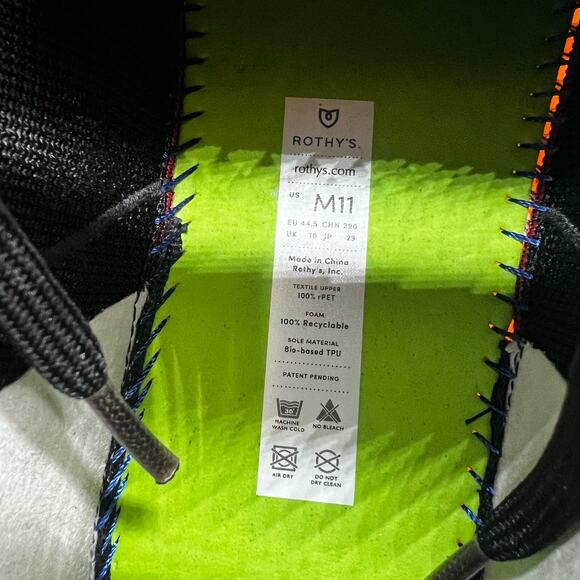 ROTHY'S.
rothys.com
US M11
EU 44.5 CHN 290
UK 10 JP 29
Made in China
Rothy's, Inc.
TEXTILE UPPER
100% rPET
FOAM
100% Recyclable
SOLE MATERIAL
Bio-based TPU
PATENT PENDING
30°
MACHINE WASH COLD
NO BLEACH
AIR DRY
DO NOT DRY CLEAN